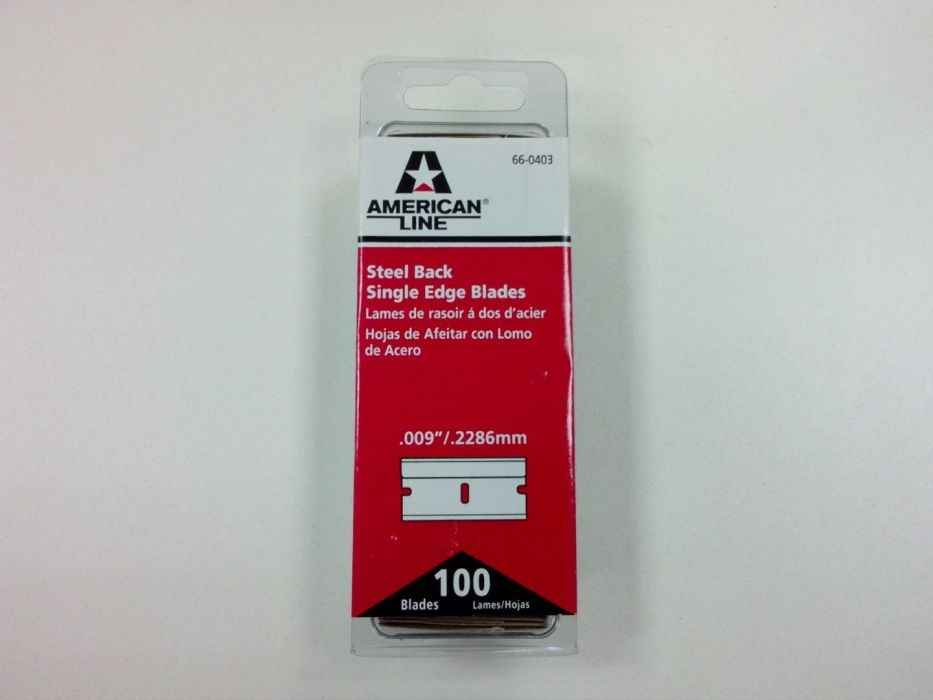 66-0403
AMERICAN®
LINE
Steel Back
Single Edge Blades
Lames de rasoir á dos d'acier
Hojas de Afeitar con Lomo
de Acero
.009”/.2286mm
100
Blades
Lames/Hojas